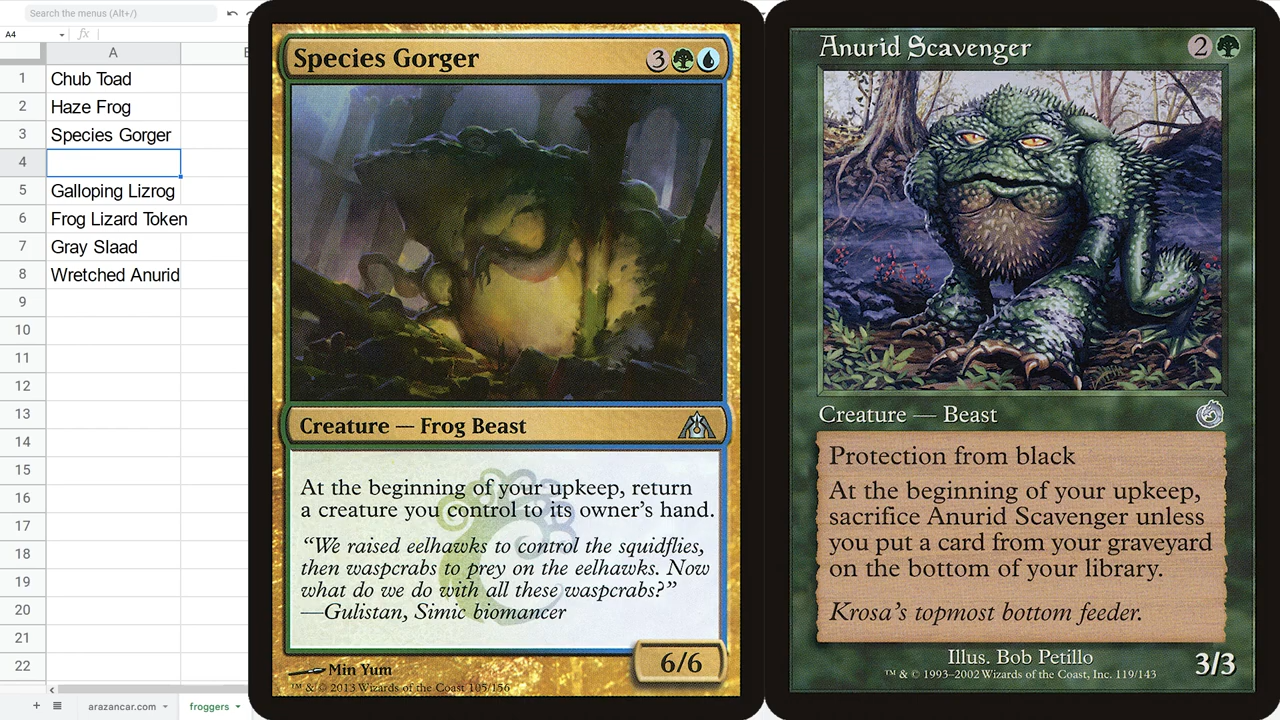 Search the menus (Alt+/)
A4
fx
A
1 Chub Toad
2 Haze Frog
3 Species Gorger
4
5 Galloping Lizrog
6 Frog Lizard Token
7 Gray Slaad
8 Wretched Anurid
9
10
11
12
13
14
15
16
17
18
19
20
21
22
arazancar.com
froggers
Species Gorger 3
Creature — Frog Beast
At the beginning of your upkeep, return
a creature you control to its owner's hand.
“We raised eelhawks to control the squidflies,
then waspcrabs to prey on the eelhawks. Now
what do we do with all these waspcrabs?”
—Gulistan, Simic biomancer
6/6
Min Yum
™ & © 2013 Wizards of the Coast 105/156
Anurid Scavenger 2
Creature — Beast
Protection from black
At the beginning of your upkeep,
sacrifice Anurid Scavenger unless
you put a card from your graveyard
on the bottom of your library.
Krosa's topmost bottom feeder.
Illus. Bob Petillo
™ & © 1993–2002 Wizards of the Coast, Inc. 119/143
3/3